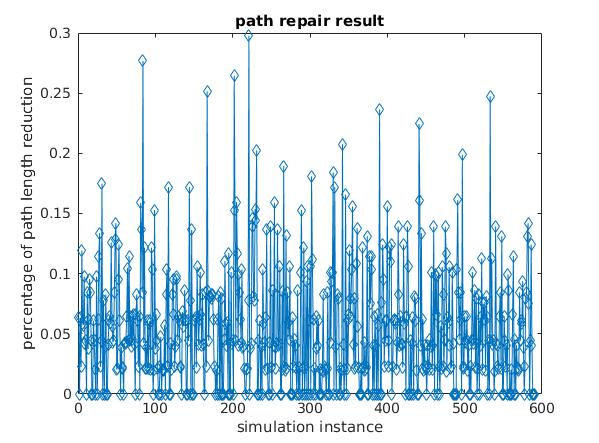 path repair result
percentage of path length reduction
0.3
0.25
0.2
0.15
0.1
0.05
0
0 100 200 300 400 500 600
simulation instance